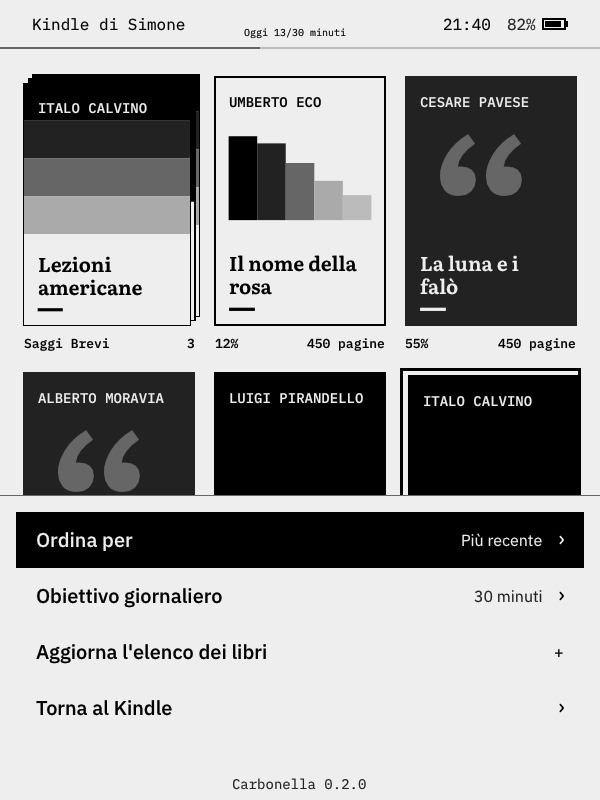 Kindle di Simone
Oggi 13/30 minuti
21:40 82%
ITALO CALVINO
Lezioni
americane
Saggi Brevi 3
UMBERTO ECO
Il nome della
rosa
12% 450 pagine
CESARE PAVESE
La luna e i
falò
55% 450 pagine
ALBERTO MORAVIA
LUIGI PIRANDELLO
ITALO CALVINO
Ordina per Più recente ›
Obiettivo giornaliero 30 minuti ›
Aggiorna l'elenco dei libri +
Torna al Kindle ›
Carbonella 0.2.0